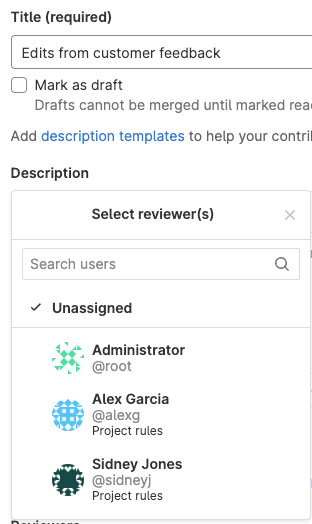 Title (required)
Edits from customer feedback
Mark as draft
Drafts cannot be merged until marked rea
Add description templates to help your contri
Description
Select reviewer(s)
Search users
Unassigned
Administrator
@root
Alex Garcia
@alexg
Project rules
Sidney Jones
@sidneyj
Project rules
Reviewers